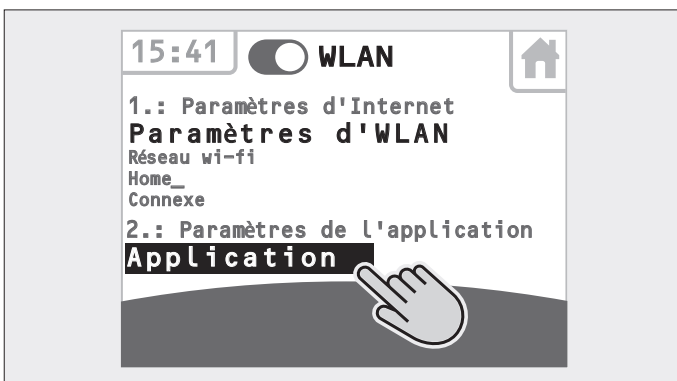 15:41 WLAN
1.: Paramètres d'Internet
Paramètres d'WLAN
Réseau wi-fi
Home_
Connexe
2.: Paramètres de l'application
Application